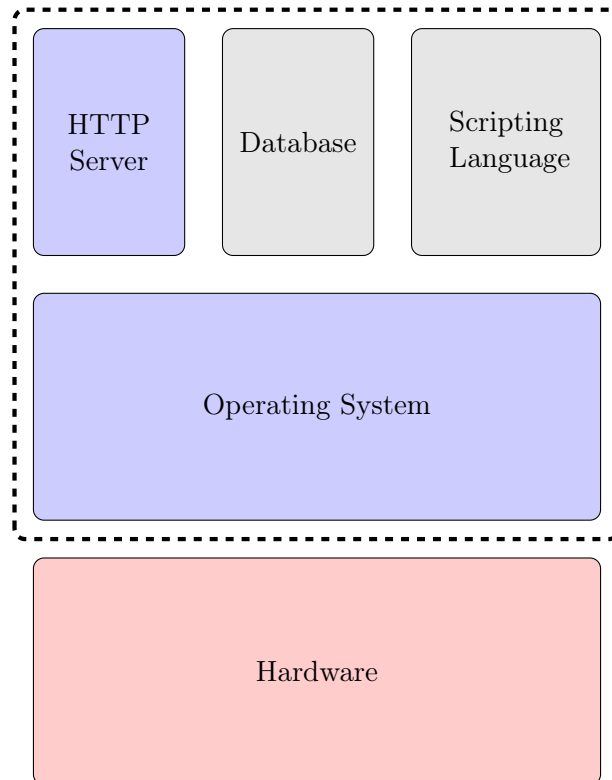 HTTP
Server
Database
Scripting
Language
Operating System
Hardware